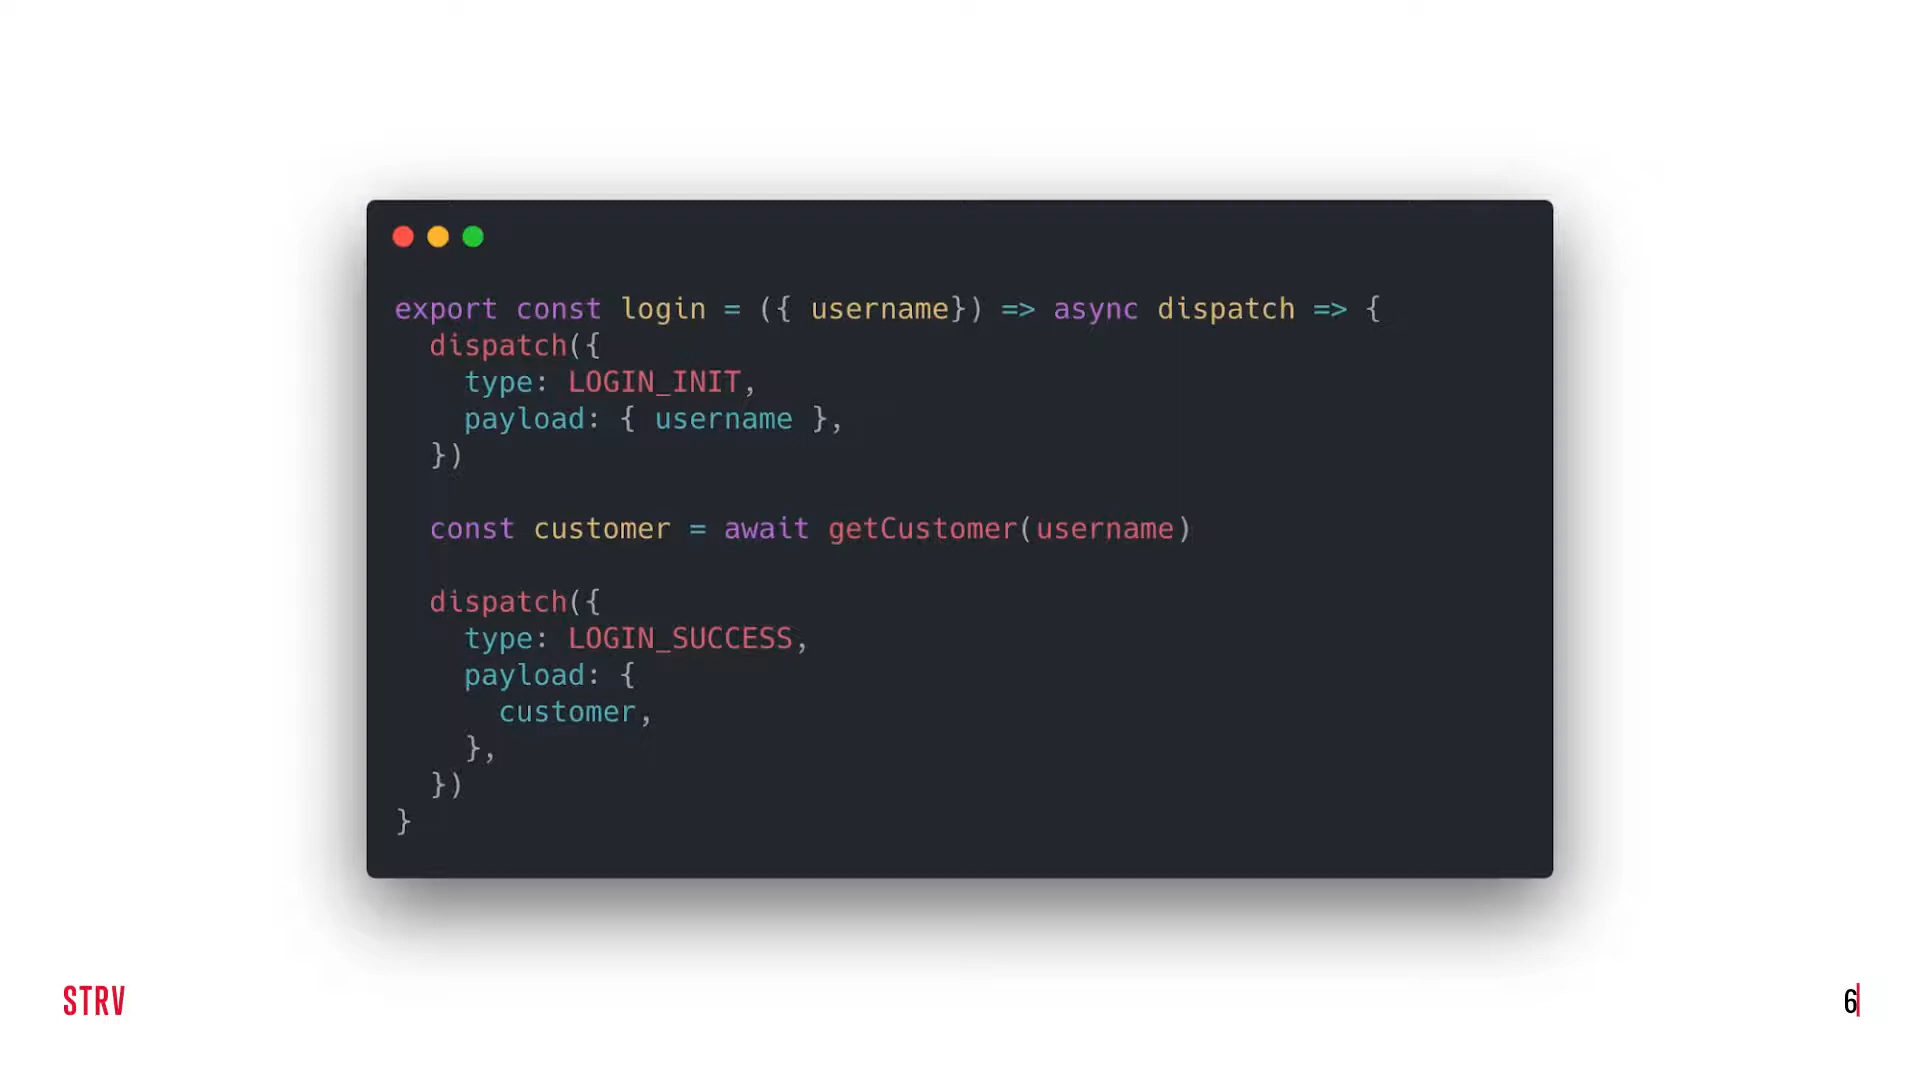 export const login = ({ username}) => async dispatch => {
  dispatch({
    type: LOGIN_INIT,
    payload: { username },
  })

  const customer = await getCustomer(username)

  dispatch({
    type: LOGIN_SUCCESS,
    payload: {
      customer,
    },
  })
}
STRV
6